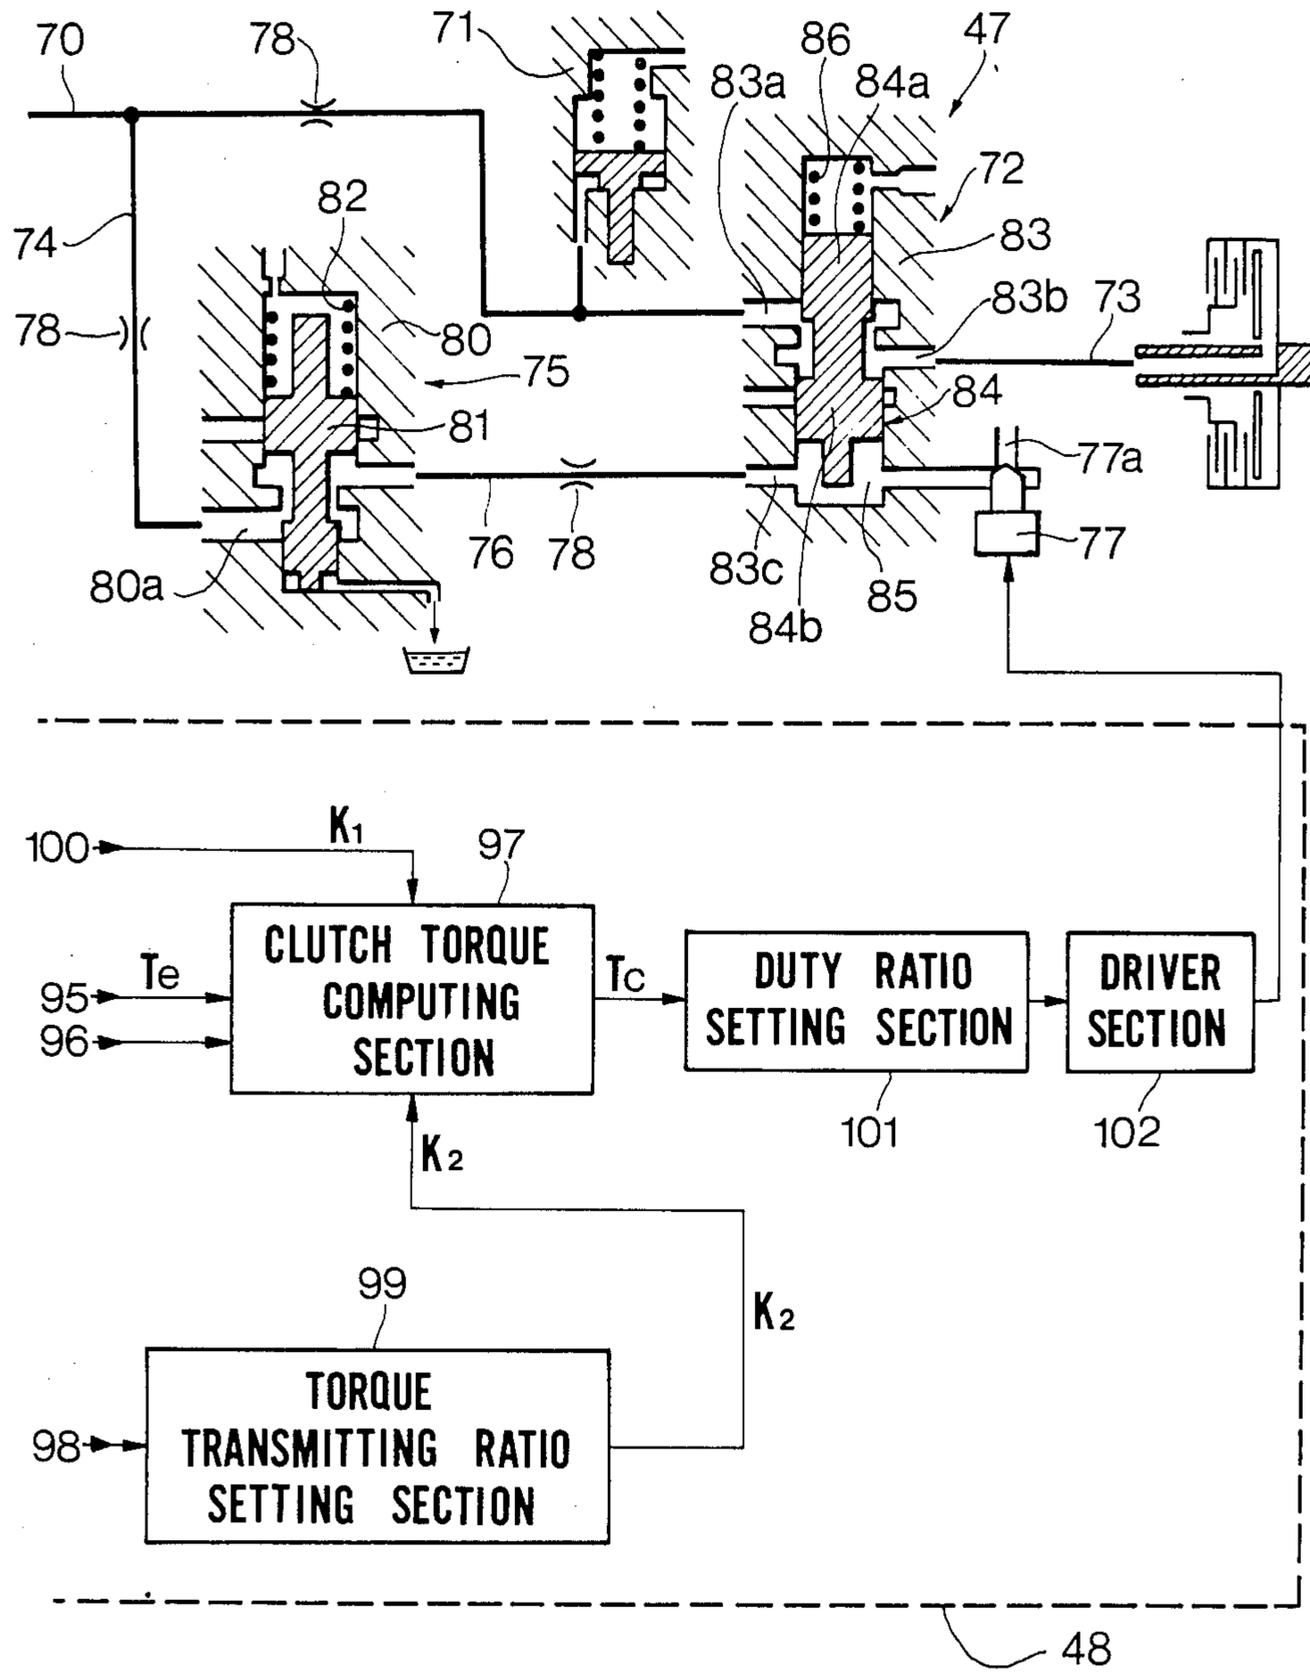 70
78
71
86
47
83a
84a
72
74
82
83
83b
73
78
80
75
84
81
77a
76
78
83c
77
80a
85
84b
K1
97
100
CLUTCH TORQUE
COMPUTING
SECTION
Te
Tc
95
96
DUTY RATIO
SETTING SECTION
DRIVER
SECTION
101
102
K2
99
K2
TORQUE
TRANSMITTING RATIO
SETTING SECTION
98
48